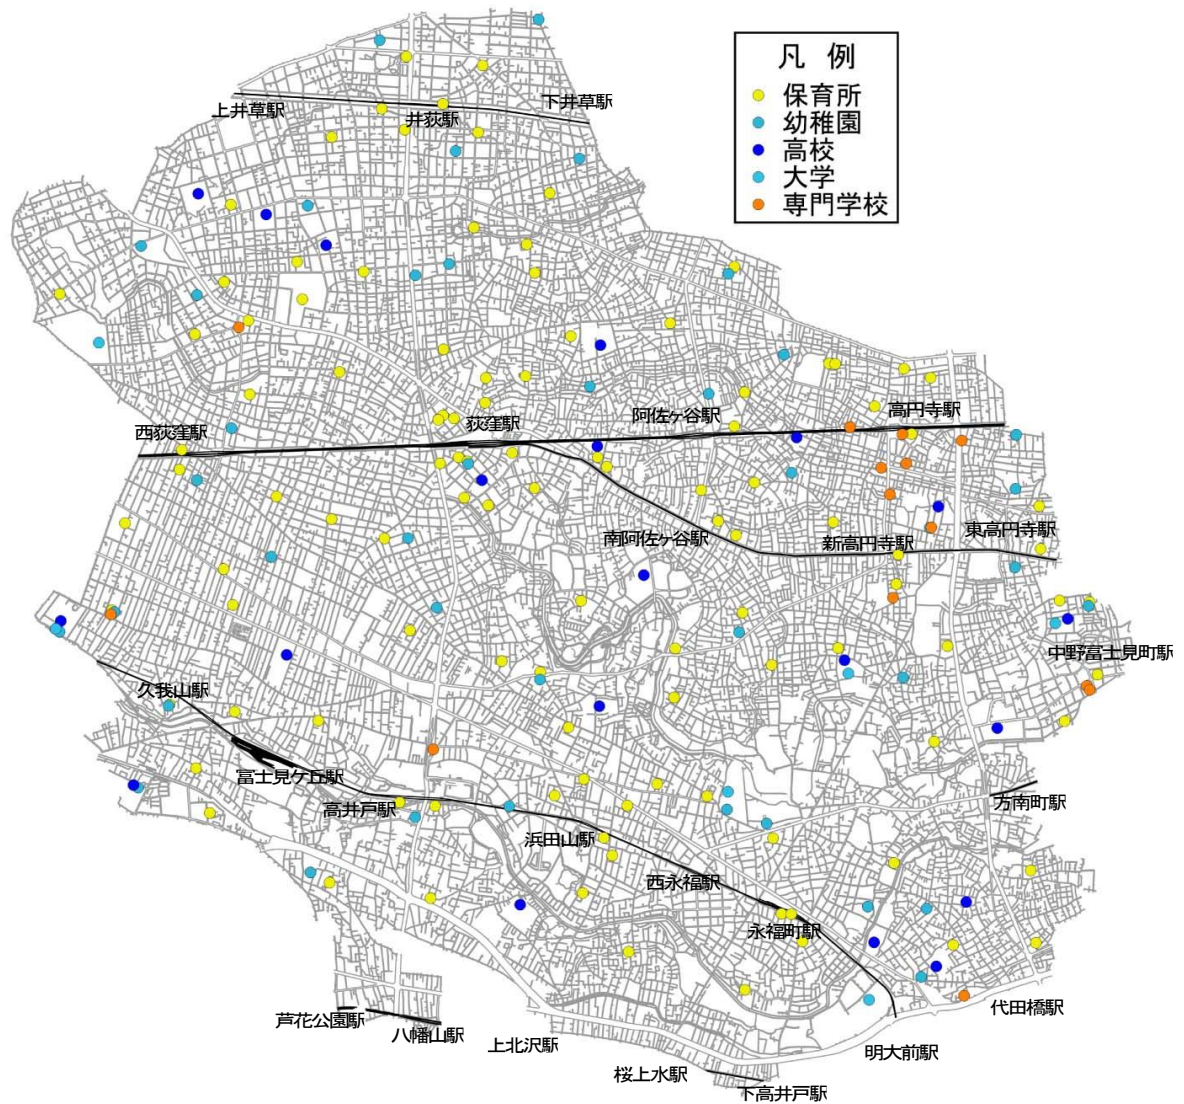 凡 例
保育所
幼稚園
高校
大学
専門学校
上井草駅
井荻駅
下井草駅
西荻窪駅
荻窪駅
阿佐ヶ谷駅
高円寺駅
南阿佐ヶ谷駅
新高円寺駅
東高円寺駅
中野富士見町駅
久我山駅
富士見ケ丘駅
高井戸駅
浜田山駅
西永福駅
永福町駅
方南町駅
芦花公園駅
八幡山駅
上北沢駅
桜上水駅
下高井戸駅
明大前駅
代田橋駅